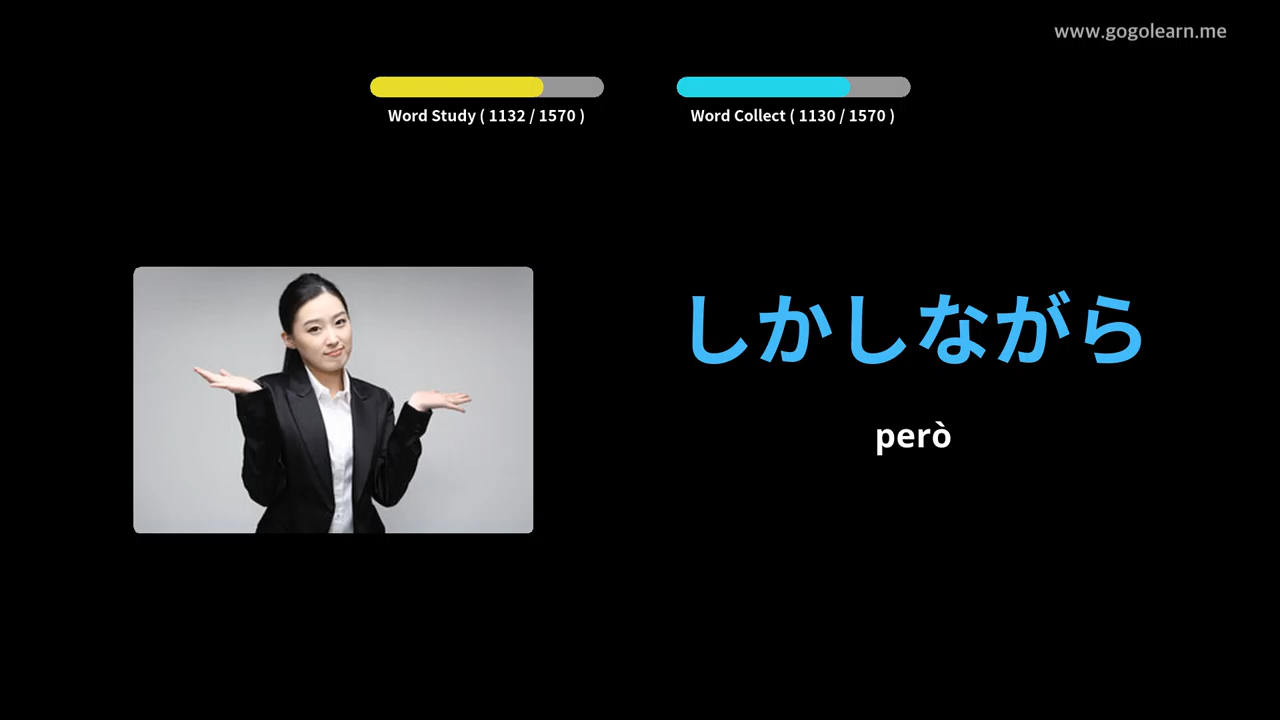 www.gogolearn.me
Word Study ( 1132 / 1570 )
Word Collect ( 1130 / 1570 )
しかしながら
però